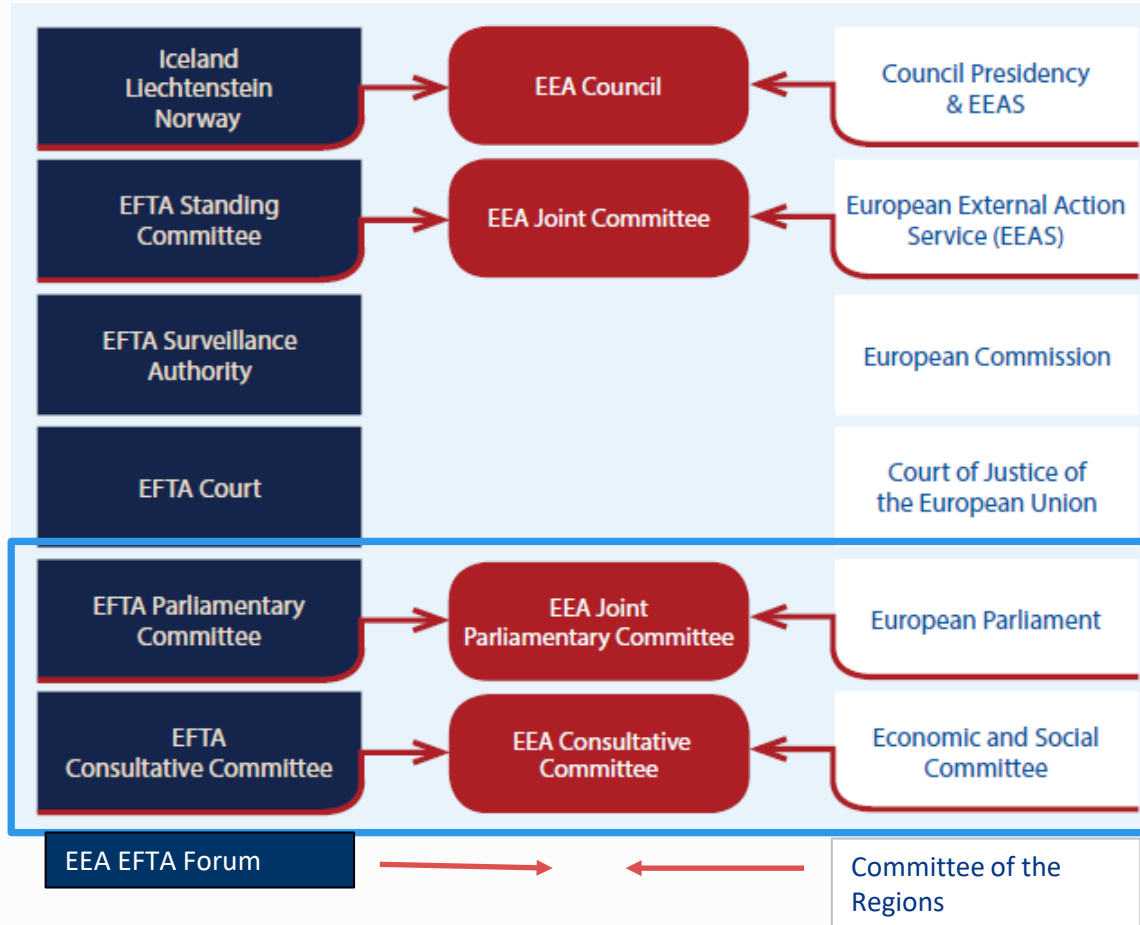 Iceland
Liechtenstein
Norway
EEA Council
Council Presidency
& EEAS
EFTA Standing
Committee
EEA Joint Committee
European External Action
Service (EEAS)
EFTA Surveillance
Authority
European Commission
EFTA Court
Court of Justice of
the European Union
EFTA Parliamentary
Committee
EEA Joint
Parliamentary Committee
European Parliament
EFTA
Consultative Committee
EEA Consultative
Committee
Economic and Social
Committee
EEA EFTA Forum
Committee of the
Regions